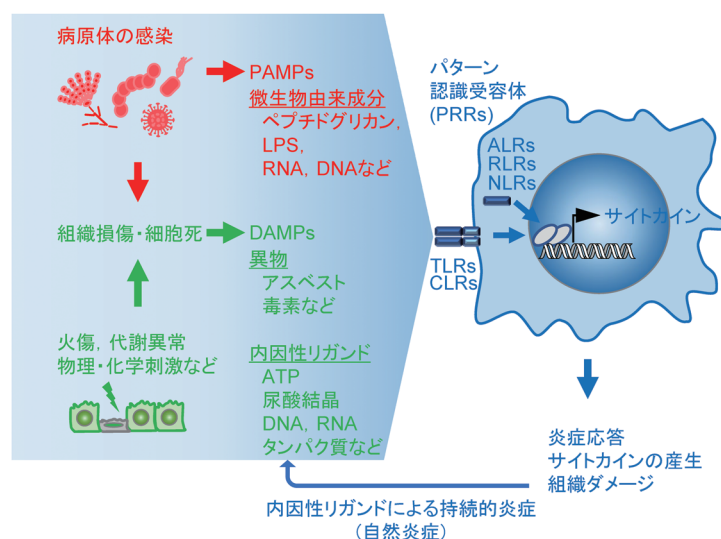 病原体の感染
PAMPs
微生物由来成分
ペプチドグリカン,
LPS,
RNA, DNAなど
組織損傷・細胞死
DAMPs
異物
アスベスト
毒素など
火傷, 代謝異常
物理・化学刺激など
内因性リガンド
ATP
尿酸結晶
DNA, RNA
タンパク質など
パターン
認識受容体
(PRRs)
ALRs
RLRs
NLRs
サイトカイン
TLRs
CLRs
炎症応答
サイトカインの産生
組織ダメージ
内因性リガンドによる持続的炎症
（自然炎症）